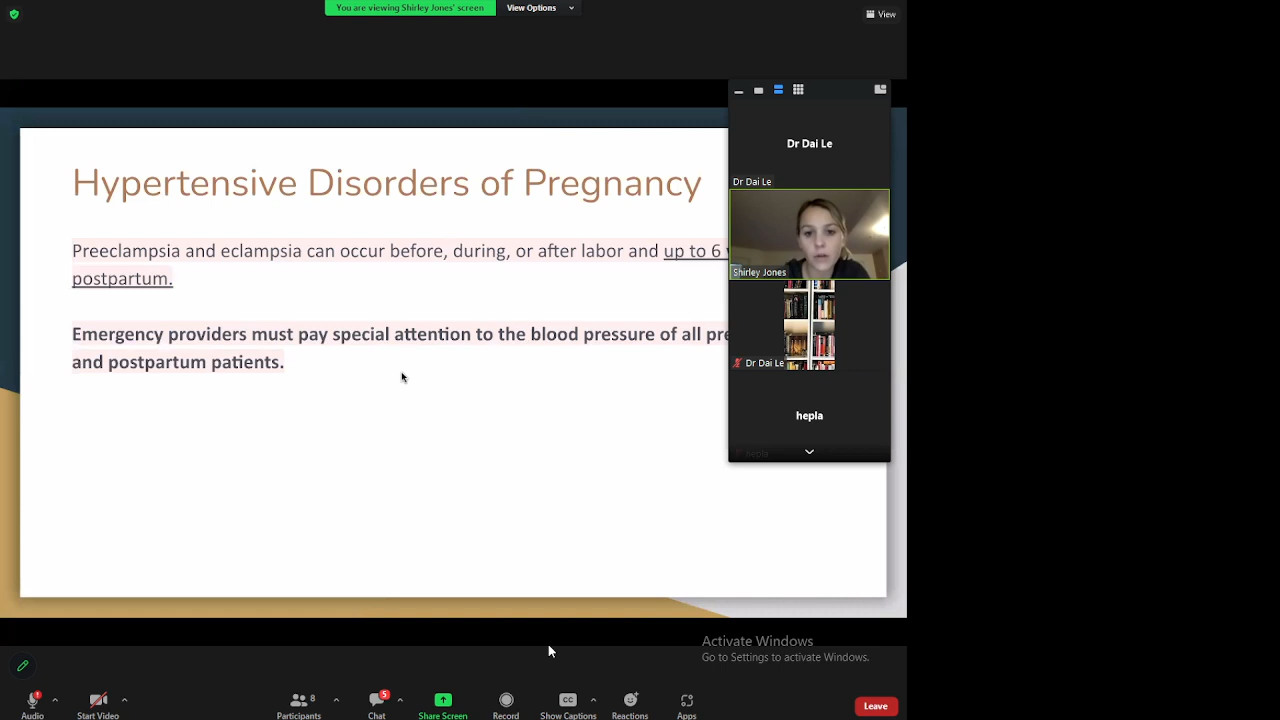 You are viewing Shirley Jones' screen
View Options
View
Hypertensive Disorders of Pregnancy
Preeclampsia and eclampsia can occur before, during, or after labor and up to 6
postpartum.
Emergency providers must pay special attention to the blood pressure of all pre
and postpartum patients.
Dr Dai Le
Dr Dai Le
Shirley Jones
Dr Dai Le
hepla
hepla
Activate Windows
Go to Settings to activate Windows.
Audio
Start Video
8
Participants
5
Chat
Share Screen
Record
CC
Show Captions
Reactions
Apps
Leave